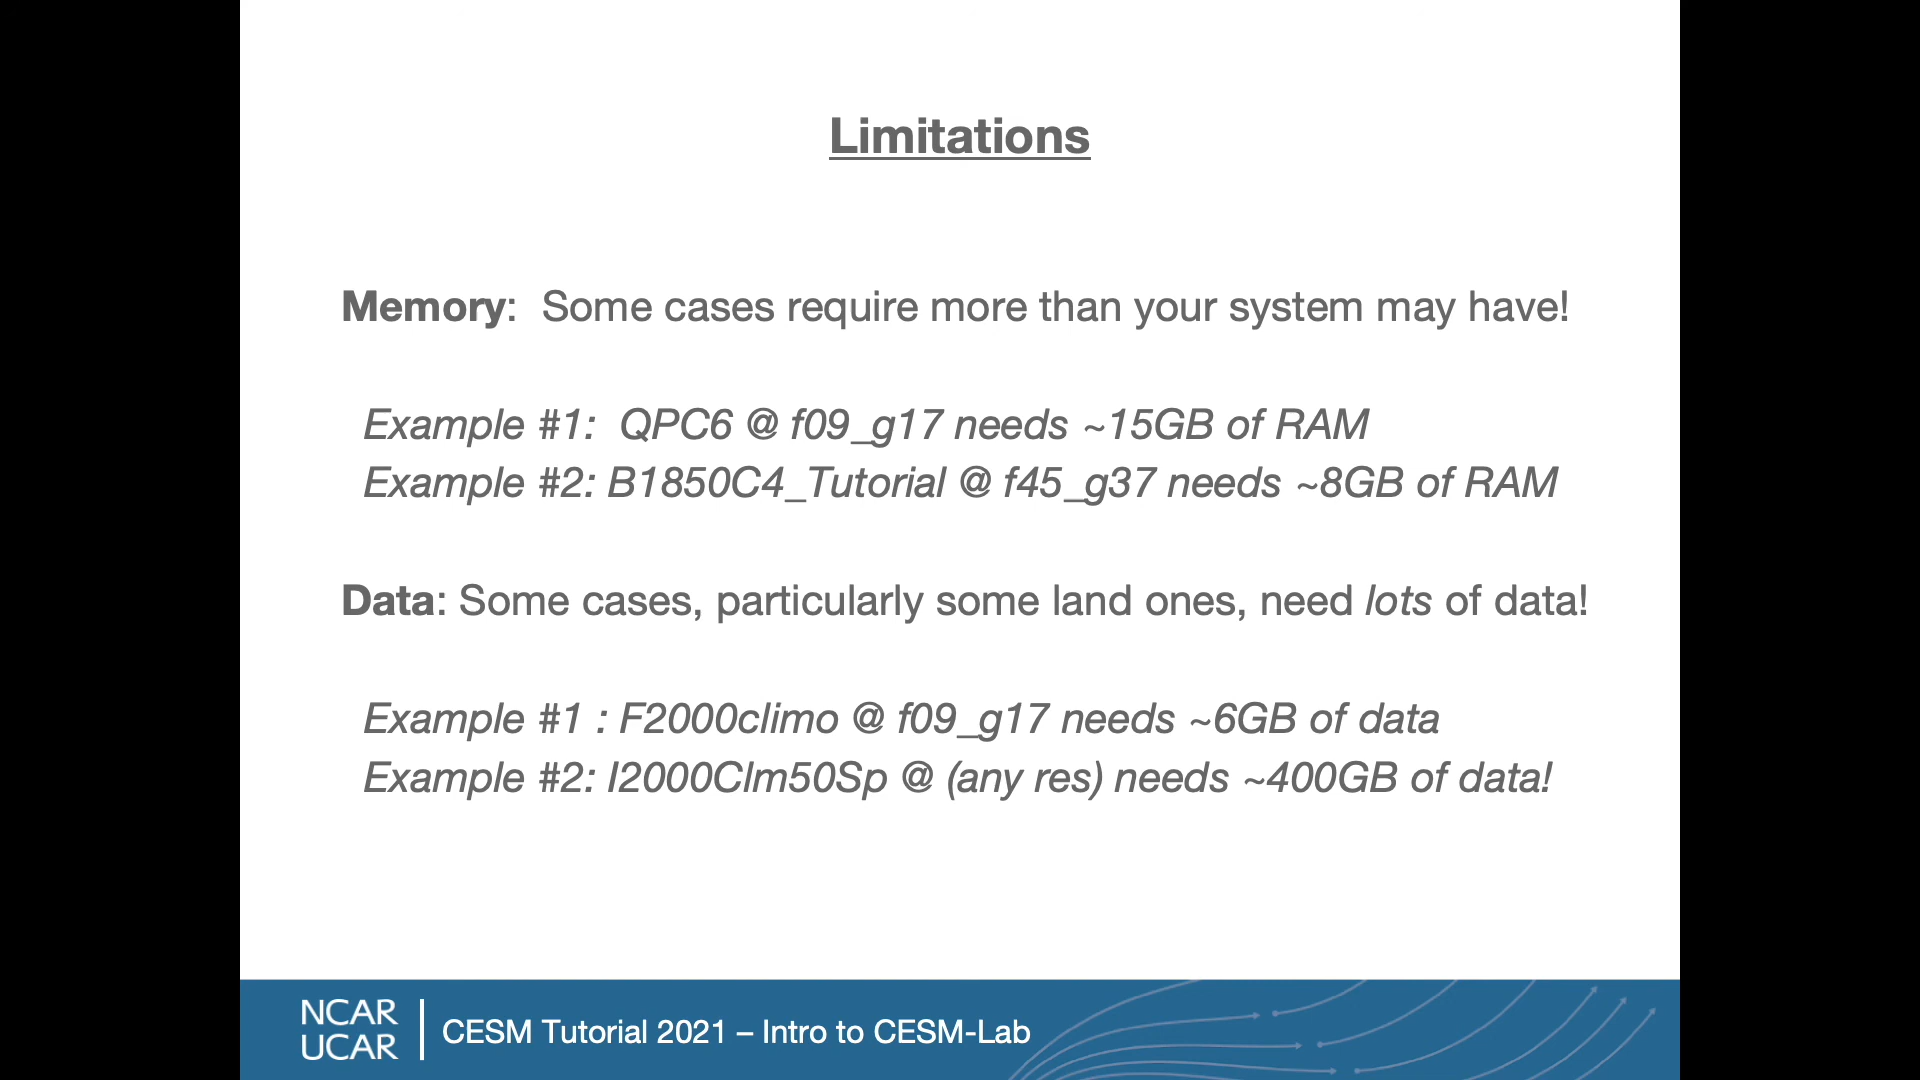 Limitations
Memory:  Some cases require more than your system may have!
Example #1:  QPC6 @ f09_g17 needs ~15GB of RAM
Example #2: B1850C4_Tutorial @ f45_g37 needs ~8GB of RAM
Data: Some cases, particularly some land ones, need lots of data!
Example #1 : F2000climo @ f09_g17 needs ~6GB of data
Example #2: I2000Clm50Sp @ (any res) needs ~400GB of data!
NCAR
UCAR
CESM Tutorial 2021 – Intro to CESM-Lab